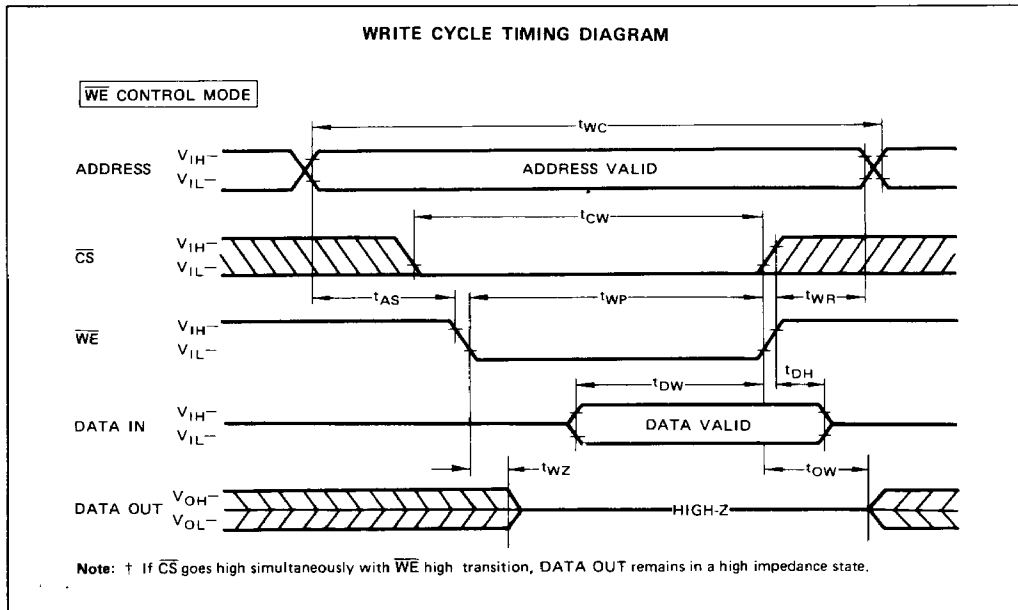 WRITE CYCLE TIMING DIAGRAM
WE CONTROL MODE
tWC
ADDRESS
VIH–
VIL–
ADDRESS VALID
tCW
CS
VIH–
VIL–
tAS
tWP
tWR
WE
VIH–
VIL–
tDW
tDH
DATA IN
VIH–
VIL–
DATA VALID
tWZ
tOW
DATA OUT
VOH–
VOL–
HIGH-Z
Note: † If CS goes high simultaneously with WE high transition, DATA OUT remains in a high impedance state.